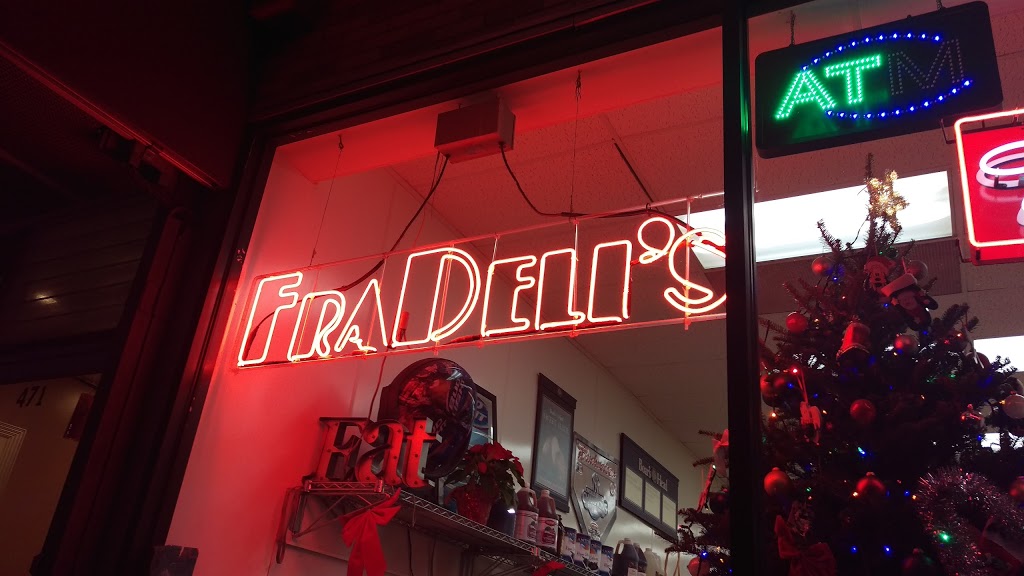 FRADELI'S
ATM
Eat
471